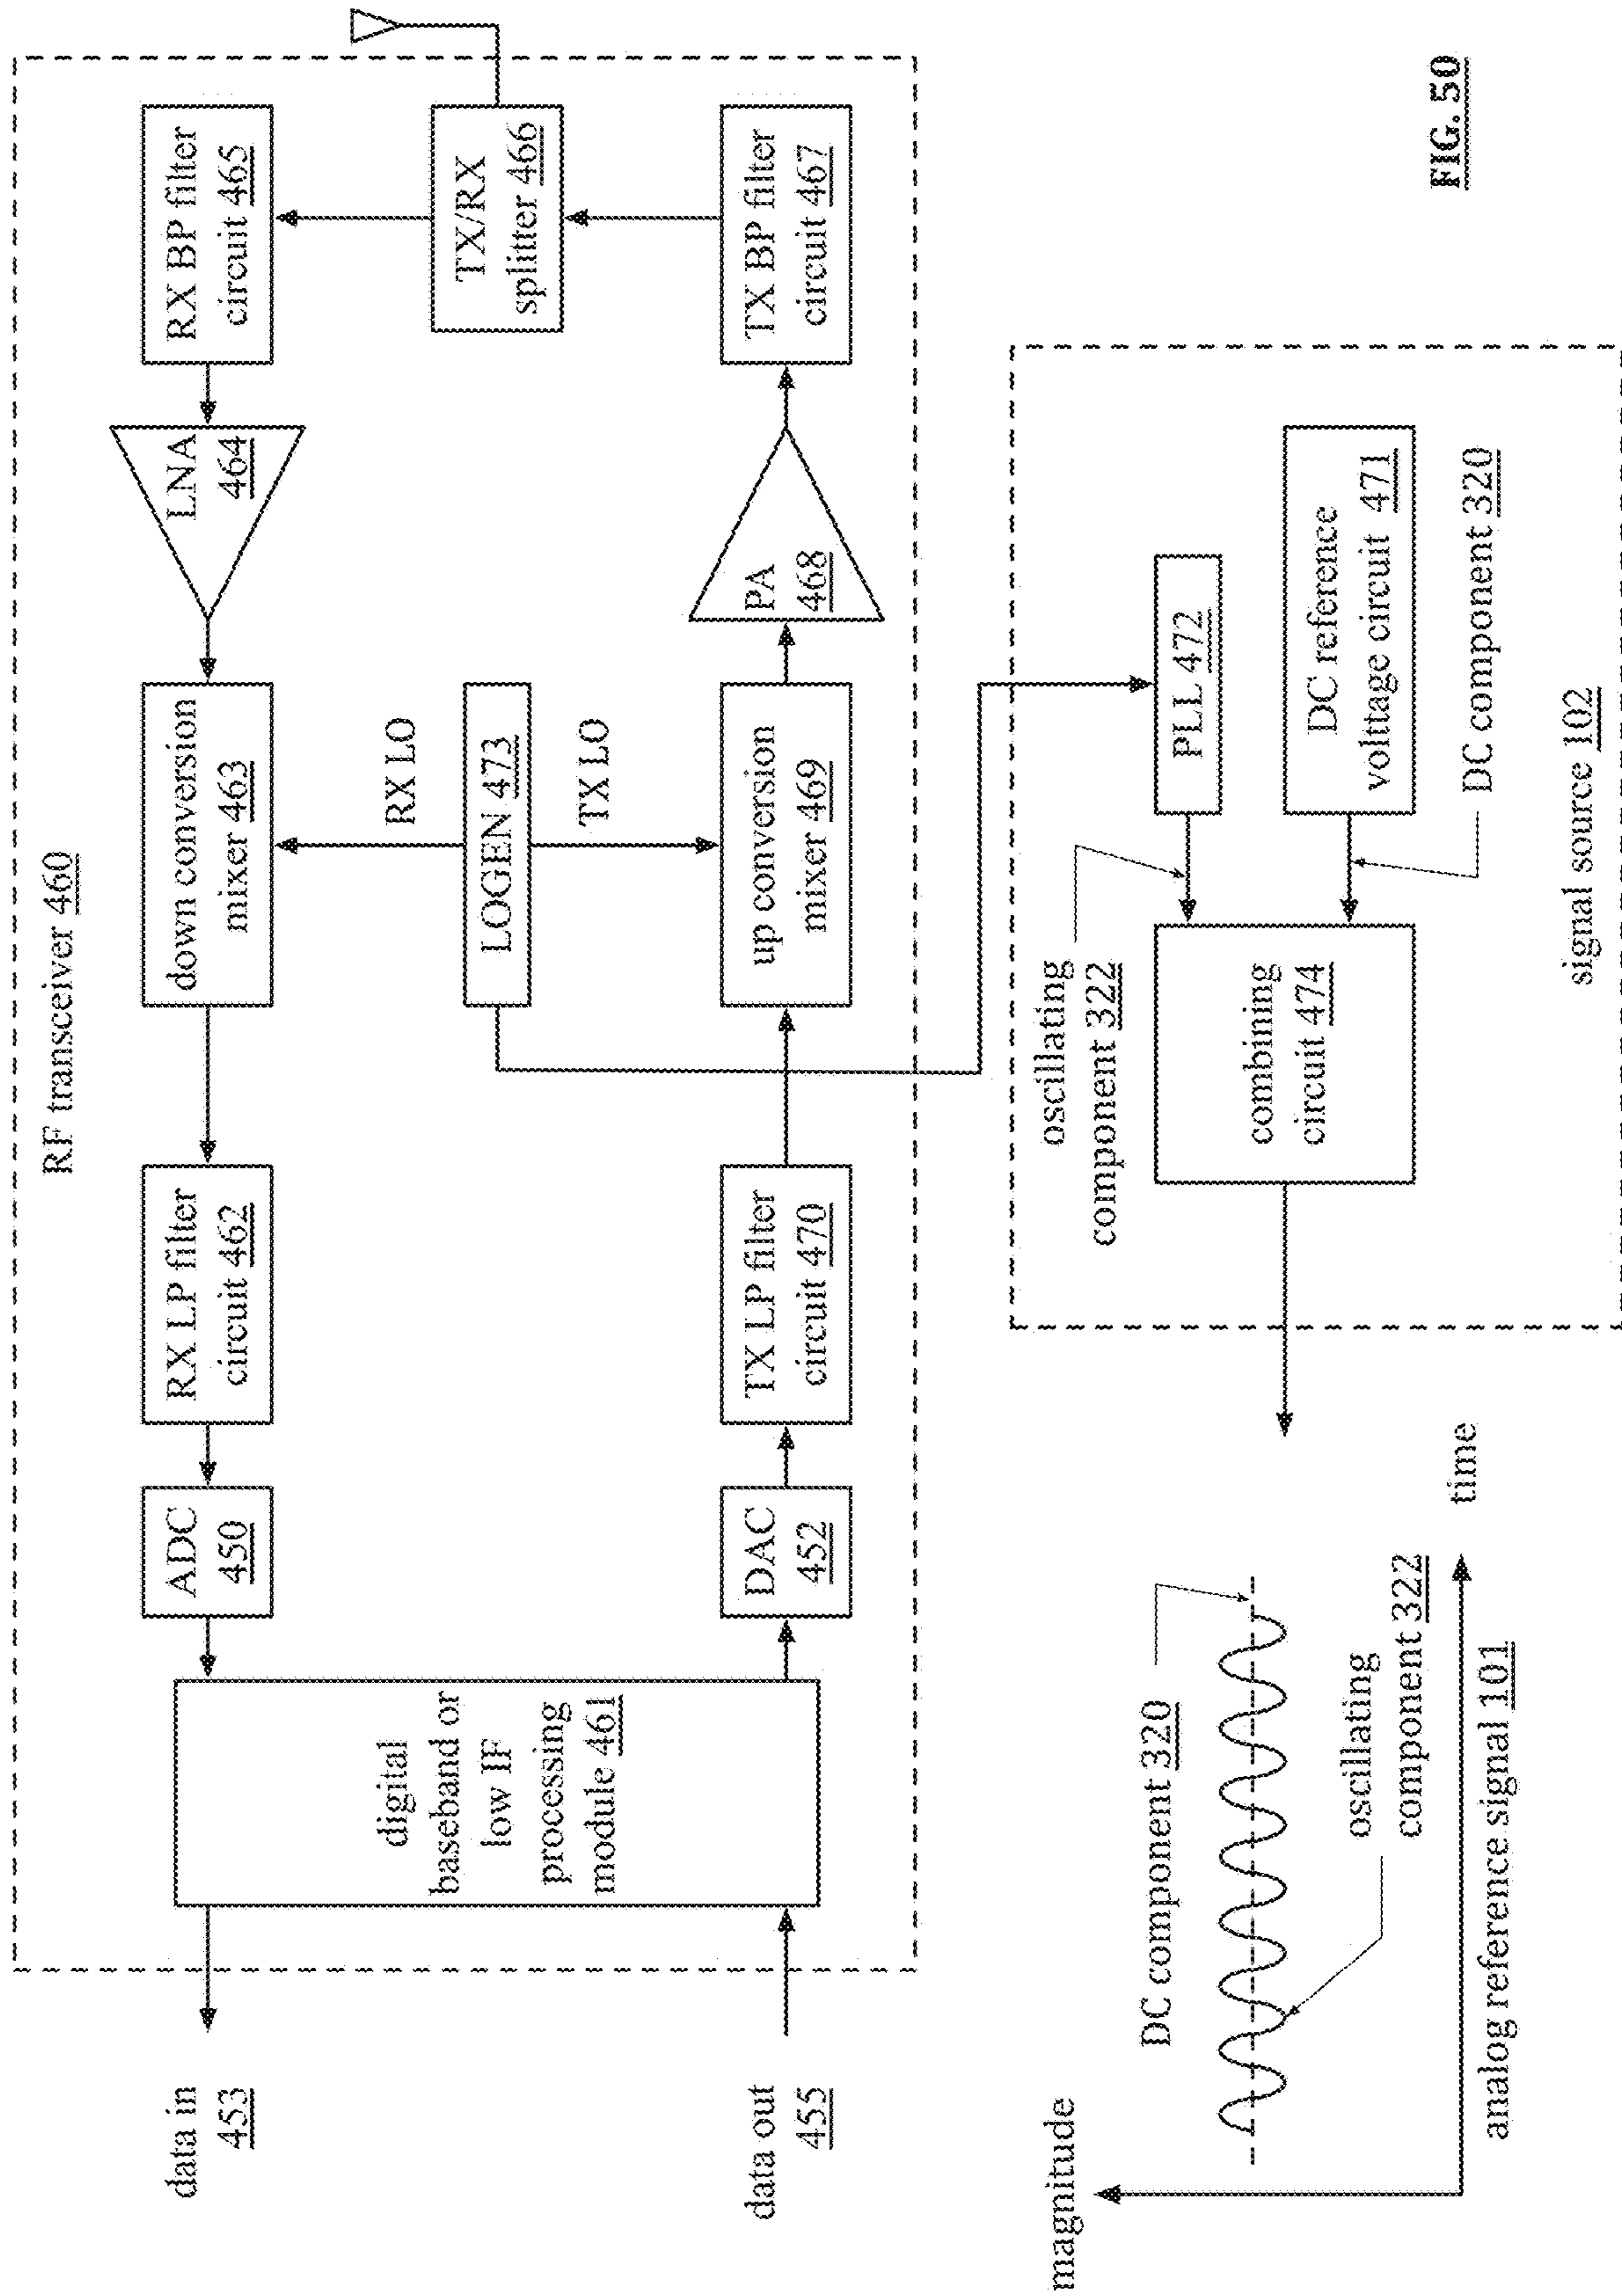 RF transceiver 460
data in
453
data out
455
digital
baseband or
low IF
processing
module 461
ADC
450
RX LP filter
circuit 462
down conversion
mixer 463
LNA
464
RX BP filter
circuit 465
RX LO
LOGEN 473
TX LO
TX/RX
splitter 466
DAC
452
TX LP filter
circuit 470
up conversion
mixer 469
PA
468
TX BP filter
circuit 467
magnitude
DC component 320
oscillating
component 322
time
analog reference signal 101
oscillating
component 322
combining
circuit 474
PLL 472
DC reference
voltage circuit 471
DC component 320
signal source 102
FIG. 50